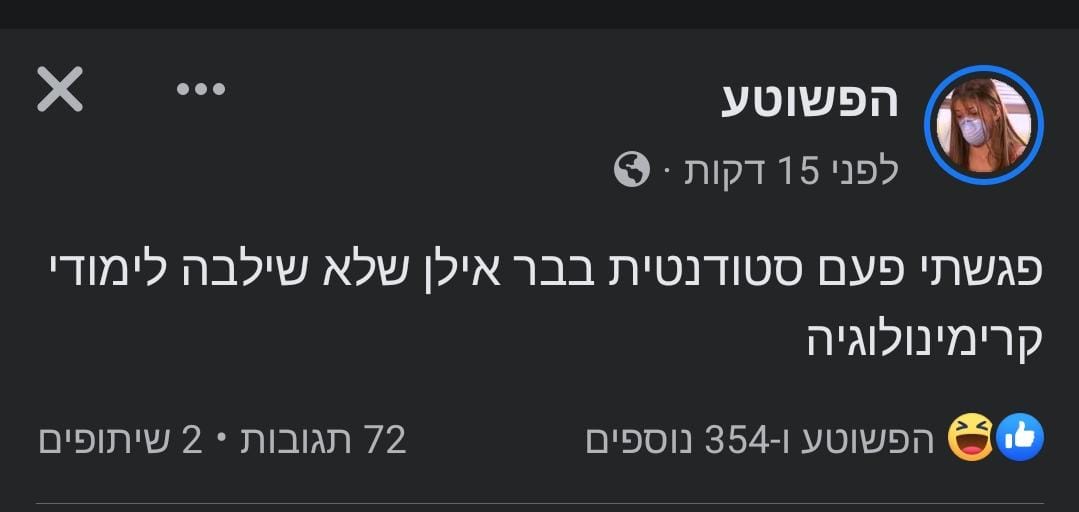 הפשוטע
לפני 15 דקות ·
פגשתי פעם סטודנטית בבר אילן שלא שילבה לימודי
קרימינולוגיה
הפשוטע ו-354 נוספים
72 תגובות • 2 שיתופים